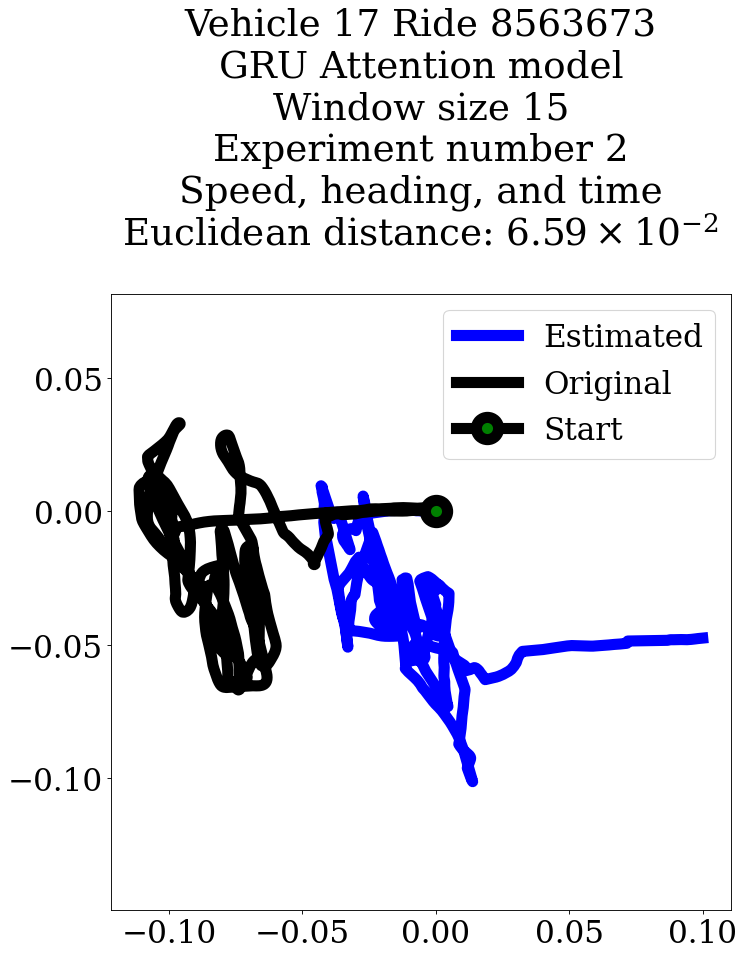 Vehicle 17 Ride 8563673
GRU Attention model
Window size 15
Experiment number 2
Speed, heading, and time
Euclidean distance: 6.59 × 10⁻²
Estimated
Original
Start
0.05
0.00
−0.05
−0.10
−0.10 −0.05 0.00 0.05 0.10